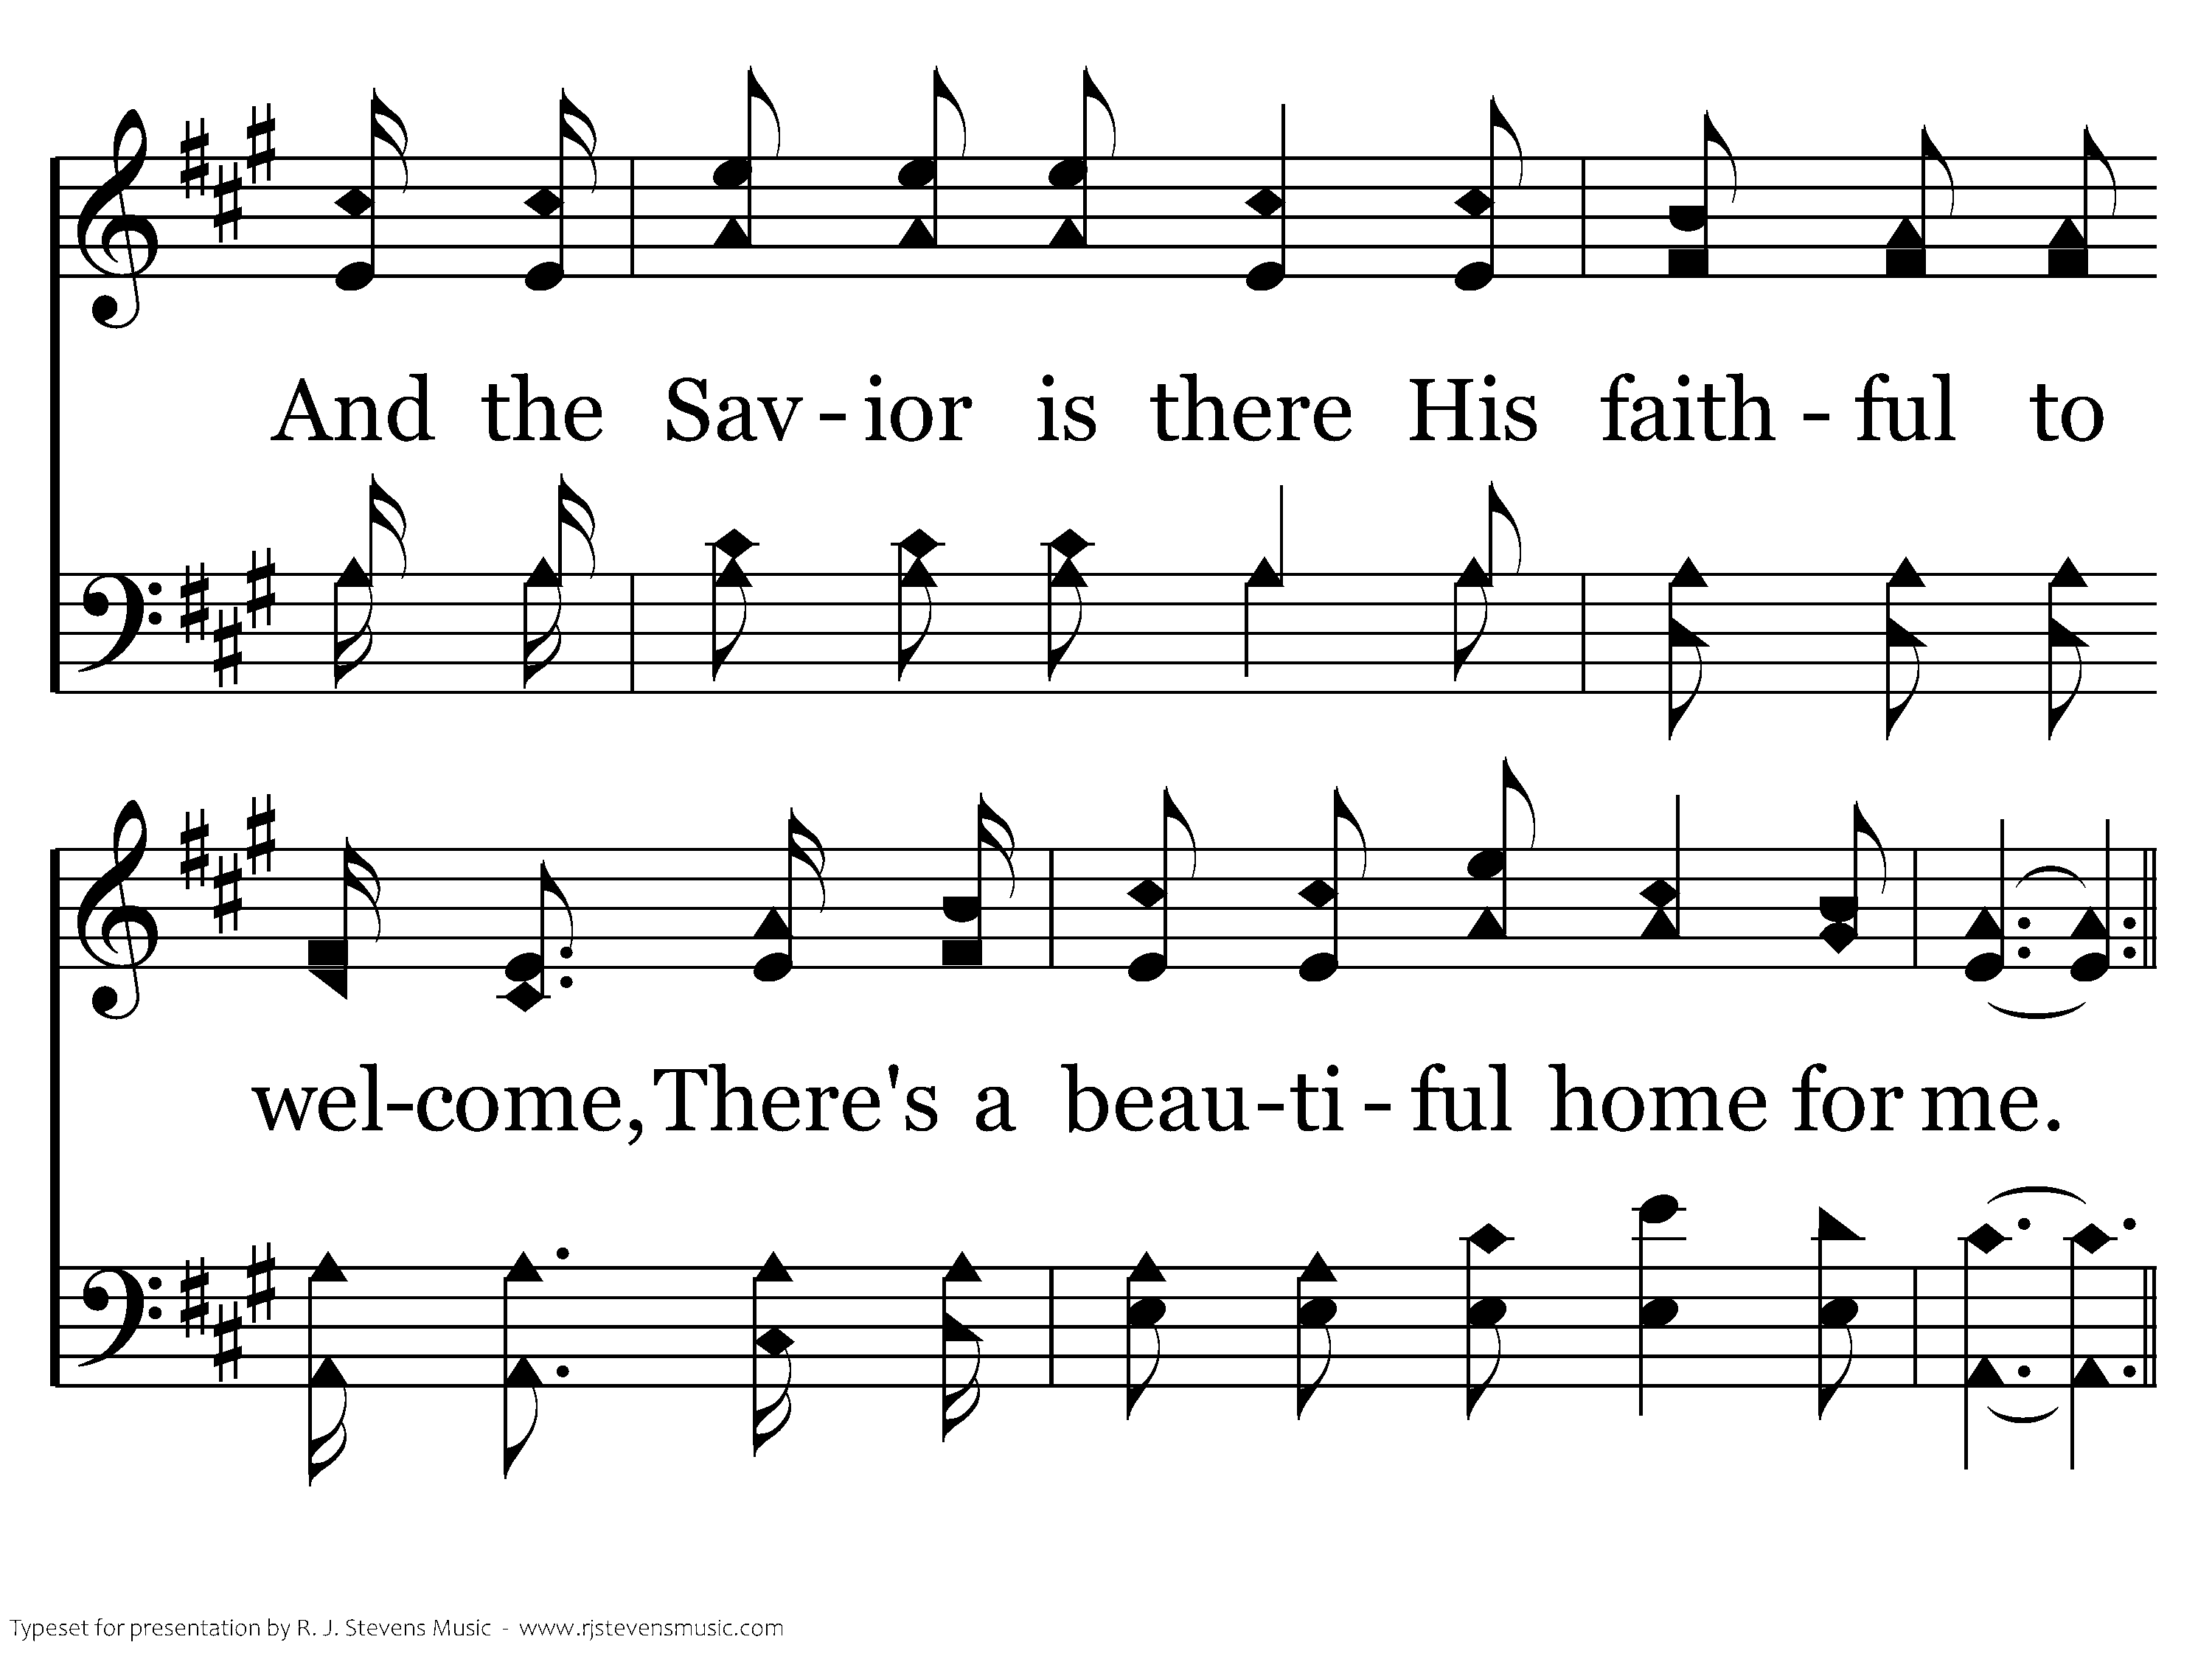 And the Sav - ior is there His faith - ful to
wel-come, There's a beau-ti - ful home for me.
Typeset for presentation by R. J. Stevens Music - www.rjstevensmusic.com